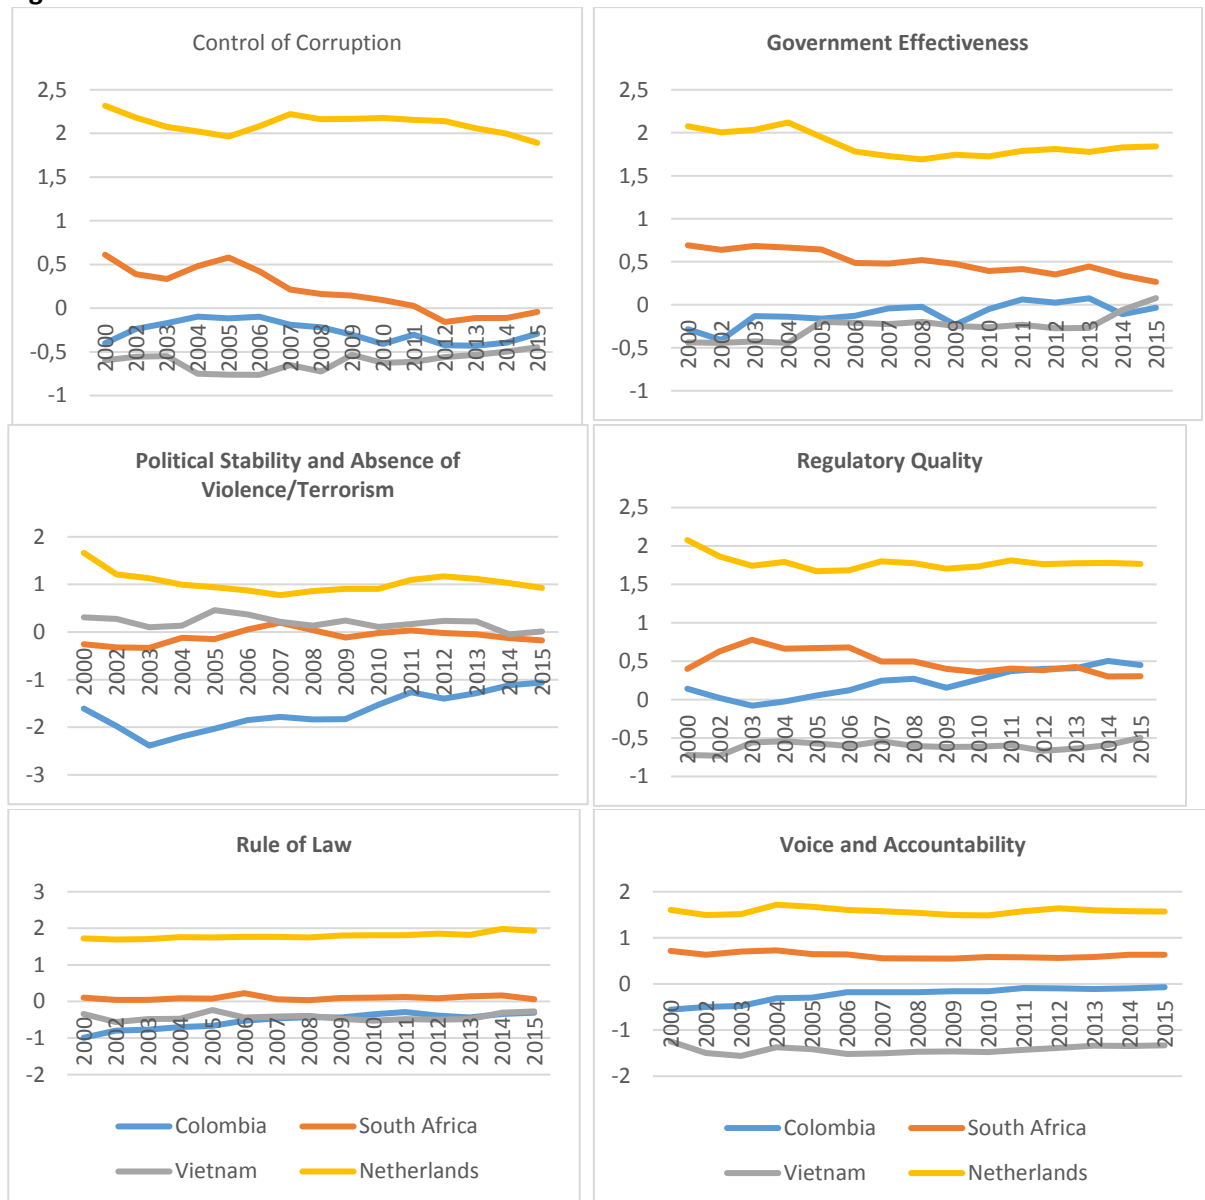 Control of Corruption
2,5
2
1,5
1
0,5
0
-0,5
-1
2000 2002 2003 2004 2005 2006 2007 2008 2009 2010 2011 2012 2013 2014 2015
Government Effectiveness
2,5
2
1,5
1
0,5
0
-0,5
-1
2000 2002 2003 2004 2005 2006 2007 2008 2009 2010 2011 2012 2013 2014 2015
Political Stability and Absence of
Violence/Terrorism
2
1
0
-1
-2
-3
2000 2002 2003 2004 2005 2006 2007 2008 2009 2010 2011 2012 2013 2014 2015
Regulatory Quality
2,5
2
1,5
1
0,5
0
-0,5
-1
2000 2002 2003 2004 2005 2006 2007 2008 2009 2010 2011 2012 2013 2014 2015
Rule of Law
3
2
1
0
-1
-2
2000 2002 2003 2004 2005 2006 2007 2008 2009 2010 2011 2012 2013 2014 2015
Colombia South Africa
Vietnam Netherlands
Voice and Accountability
2
1
0
-1
-2
2000 2002 2003 2004 2005 2006 2007 2008 2009 2010 2011 2012 2013 2014 2015
Colombia South Africa
Vietnam Netherlands